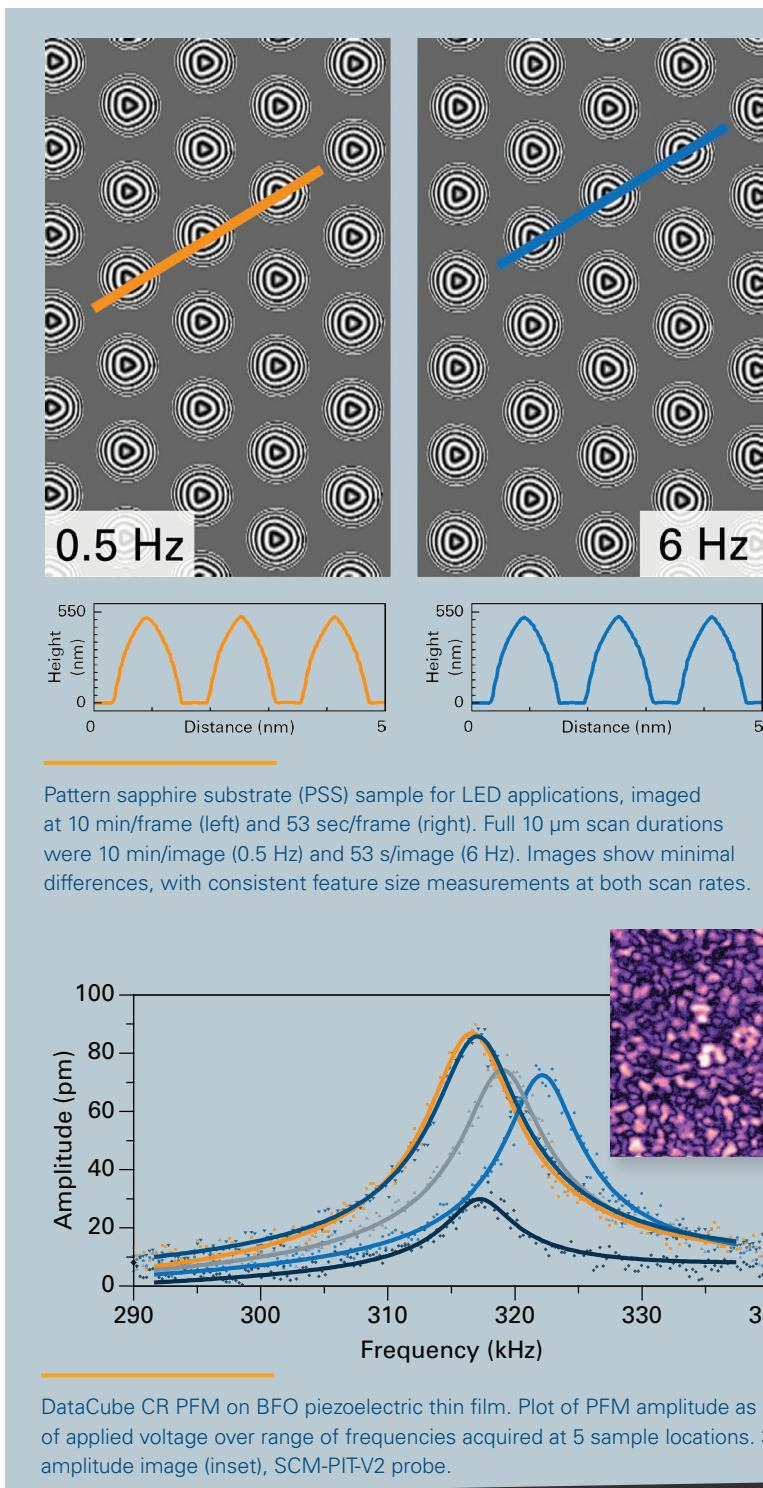 0.5 Hz
6 Hz
550
Height
(nm)
0
0
Distance (nm)
5
550
Height
(nm)
0
0
Distance (nm)
5
Pattern sapphire substrate (PSS) sample for LED applications, imaged
at 10 min/frame (left) and 53 sec/frame (right). Full 10 µm scan durations
were 10 min/image (0.5 Hz) and 53 s/image (6 Hz). Images show minimal
differences, with consistent feature size measurements at both scan rates.
100
80
60
40
20
0
Amplitude (pm)
290
300
310
320
330
Frequency (kHz)
DataCube CR PFM on BFO piezoelectric thin film. Plot of PFM amplitude as
of applied voltage over range of frequencies acquired at 5 sample locations.
amplitude image (inset), SCM-PIT-V2 probe.